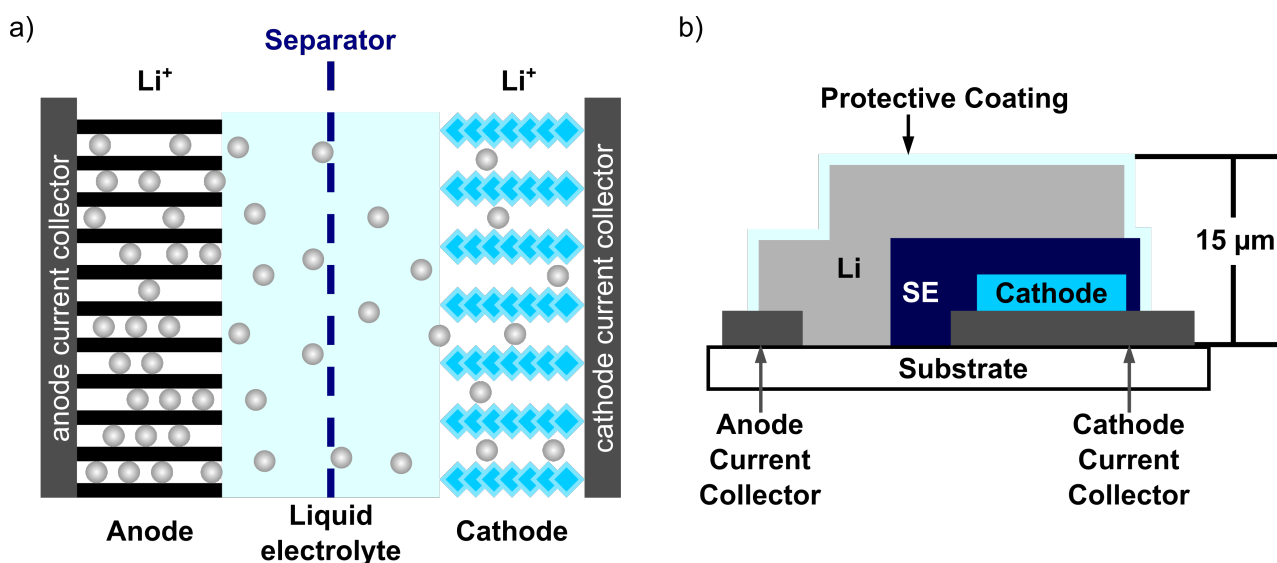 a)
Separator
Li+
Li+
anode current collector
cathode current collector
Anode
Liquid
electrolyte
Cathode
b)
Protective Coating
15 µm
Li
SE
Cathode
Substrate
Anode
Current
Collector
Cathode
Current
Collector